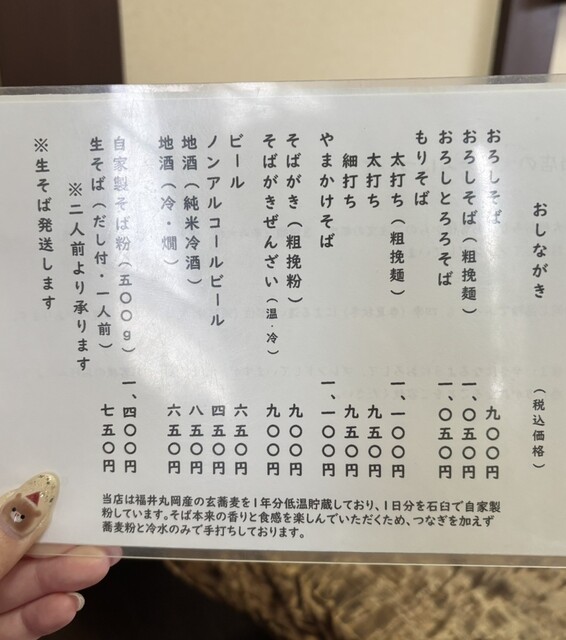 おしながき （税込価格）
おろしそば 九〇〇円
おろしそば（粗挽麺） 一、〇五〇円
おろしとろろそば 一、〇五〇円
もりそば
太打ち（粗挽麺） 一一〇〇円
太打ち 九五〇円
細打ち 九五〇円
やまかけそば 一、一〇〇円
そばがき（粗挽粉） 九〇〇円
そばがきぜんざい（温・冷） 九〇〇円
ビール 六五〇円
ノンアルコールビール 四五〇円
地酒（純米冷酒） 八五〇円
地酒（冷・燗） 六五〇円
自家製そば粉（五〇〇g） 一、四〇〇円
生そば（だし付・一人前） 七五〇円
※二人前より承ります
※生そば発送します
当店は福井丸岡産の玄蕎麦を1年分低温貯蔵しており、1日分を石臼で自家製
粉しています。そば本来の香りと食感を楽しんでいただくため、つなぎを加えず
蕎麦粉と冷水のみで手打ちしております。